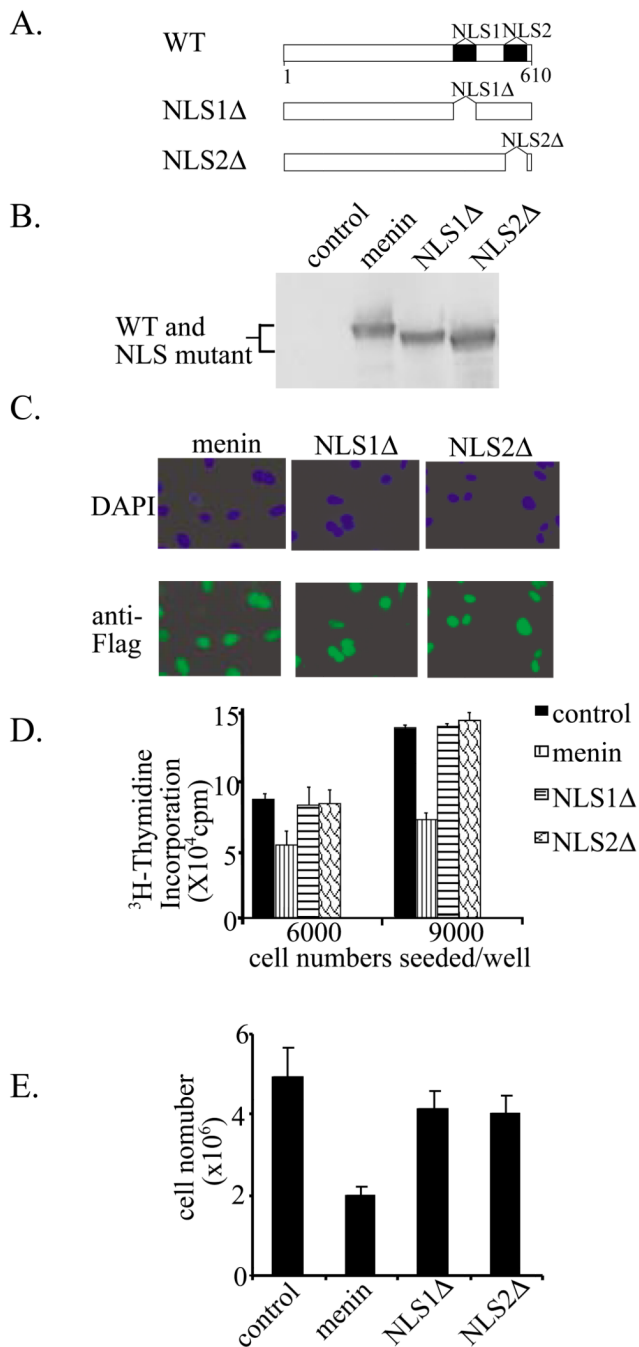 A.
WT
NLS1 NLS2
1 610
NLS1Δ
NLS1Δ
NLS2Δ
NLS2Δ
B.
control menin NLS1Δ NLS2Δ
WT and
NLS mutant
C.
menin NLS1Δ NLS2Δ
DAPI
anti-
Flag
D.
³H-Thymidine
Incorporation
(X10⁴cpm)
15
10
5
0
6000 9000
cell numbers seeded/well
control
menin
NLS1Δ
NLS2Δ
E.
cell nomuber
(x10⁶)
6
4
2
0
control menin NLS1Δ NLS2Δ